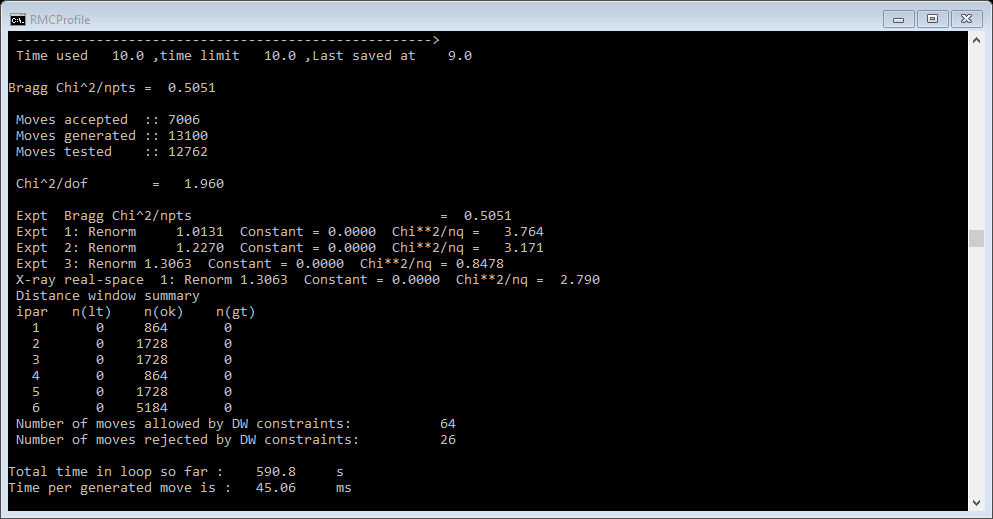 RMCProfile
---------------------------------------------------->
Time used   10.0 ,time limit   10.0 ,Last saved at    9.0
Bragg Chi^2/npts =  0.5051
Moves accepted  :: 7006
Moves generated :: 13100
Moves tested    :: 12762
Chi^2/dof        =   1.960
Expt  Bragg Chi^2/npts                               =  0.5051
Expt  1: Renorm     1.0131  Constant = 0.0000  Chi**2/nq =   3.764
Expt  2: Renorm     1.2270  Constant = 0.0000  Chi**2/nq =   3.171
Expt  3: Renorm 1.3063  Constant = 0.0000  Chi**2/nq = 0.8478
X-ray real-space  1: Renorm 1.3063  Constant = 0.0000  Chi**2/nq =  2.790
Distance window summary
ipar   n(lt)    n(ok)    n(gt)
1       0     864       0
2       0    1728       0
3       0    1728       0
4       0     864       0
5       0    1728       0
6       0    5184       0
Number of moves allowed by DW constraints:           64
Number of moves rejected by DW constraints:          26
Total time in loop so far :    590.8     s
Time per generated move is :   45.06     ms